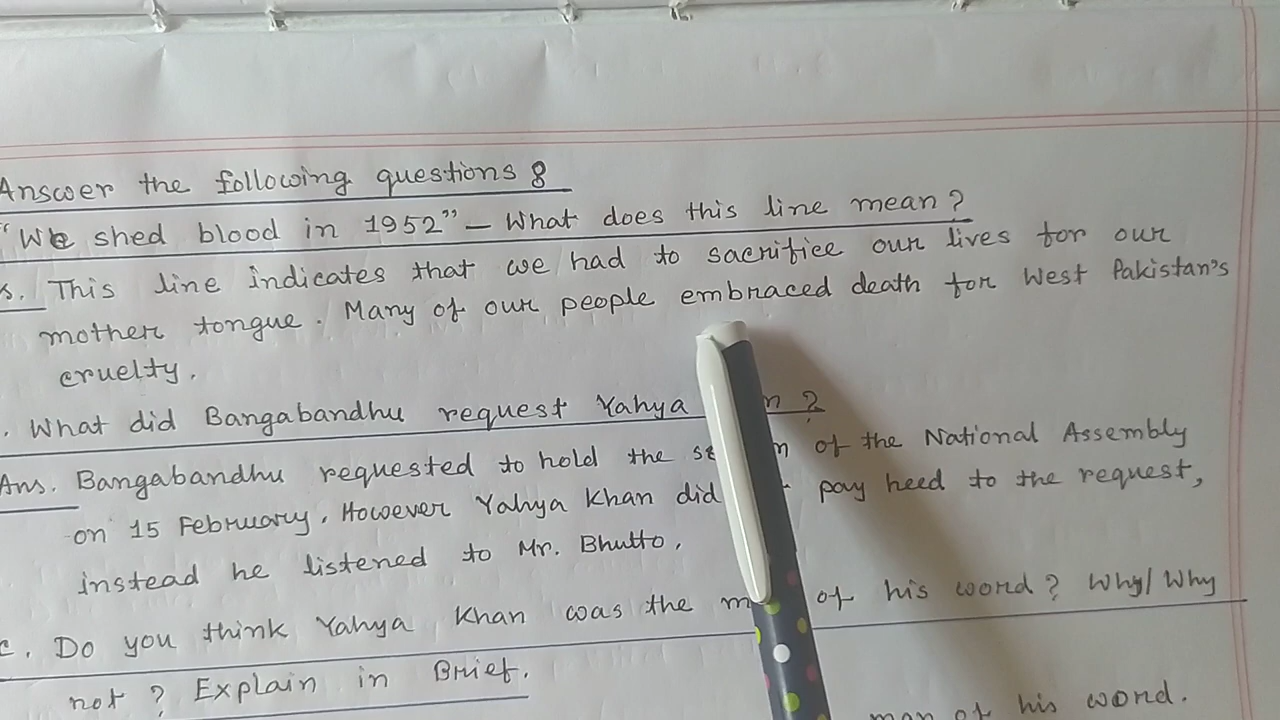 Answer the following questions :
"We shed blood in 1952" – What does this line mean?
s. This line indicates that we had to sacrifice our lives for our
mother tongue. Many of our people embraced death for West Pakistan's
cruelty.
. What did Bangabandhu request Yahya ?
Ans. Bangabandhu requested to hold the of the National Assembly
on 15 February. However Yahya Khan did pay heed to the request,
instead he listened to Mr. Bhutto.
c. Do you think Yahya Khan was the of his word? Why/Why
not? Explain in Brief.
man of his word.